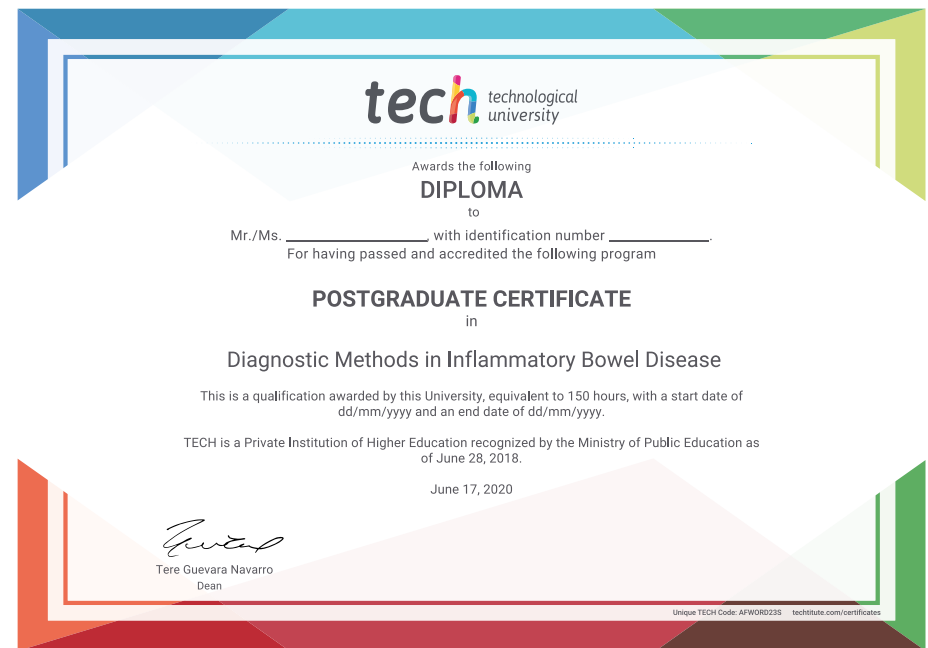 tech technological
university
Awards the following
DIPLOMA
to
Mr./Ms. ____________________, with identification number ______________.
For having passed and accredited the following program
POSTGRADUATE CERTIFICATE
in
Diagnostic Methods in Inflammatory Bowel Disease
This is a qualification awarded by this University, equivalent to 150 hours, with a start date of
dd/mm/yyyy and an end date of dd/mm/yyyy.
TECH is a Private Institution of Higher Education recognized by the Ministry of Public Education as
of June 28, 2018.
June 17, 2020
Tere Guevara Navarro
Dean
Unique TECH Code: AFWORD23S techtitute.com/certificates